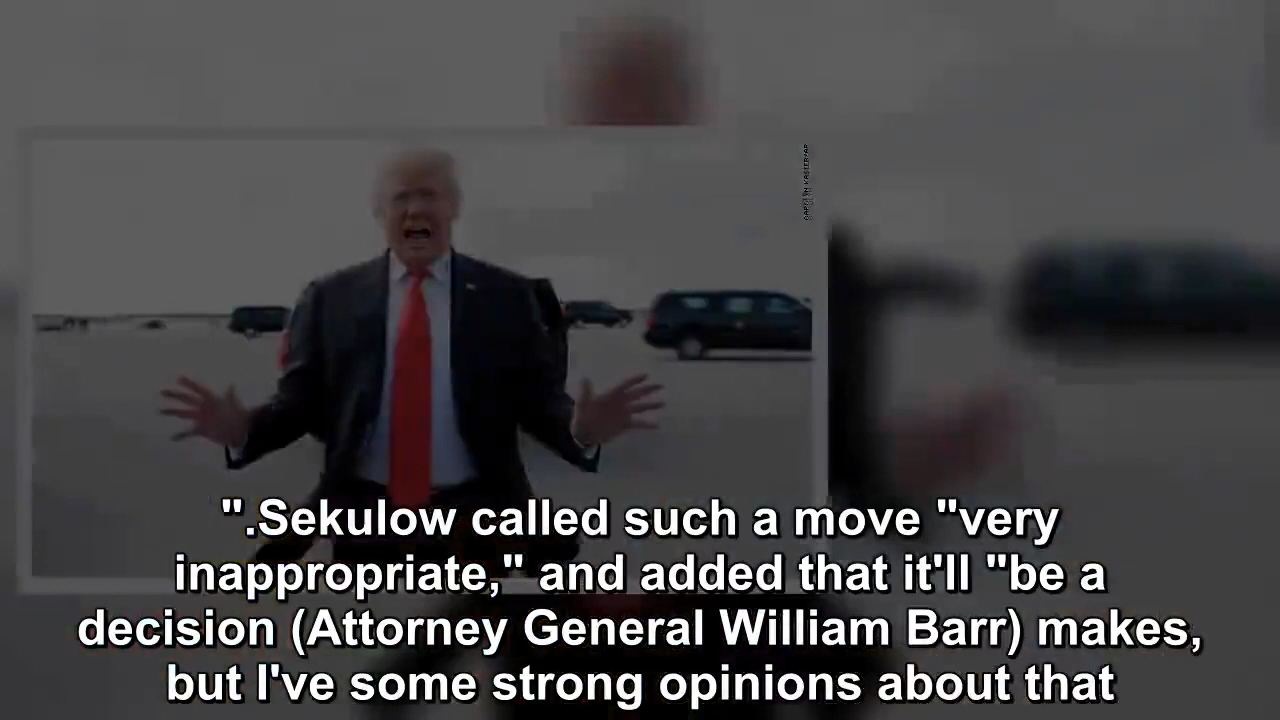 ".Sekulow called such a move "very
inappropriate," and added that it'll "be a
decision (Attorney General William Barr) makes,
but I've some strong opinions about that